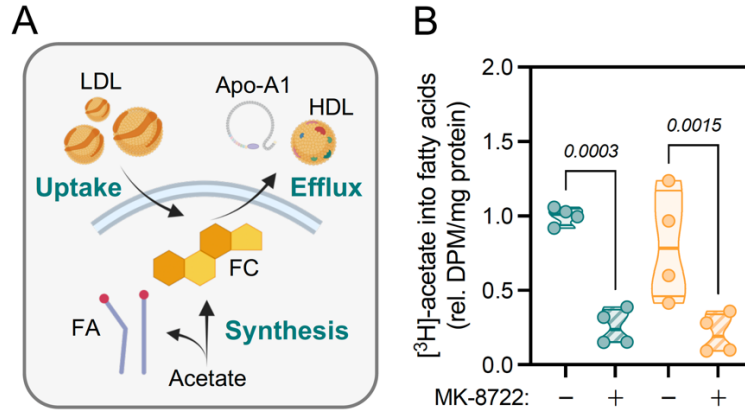 A
LDL
Apo-A1
HDL
Uptake
Efflux
FC
FA
Synthesis
Acetate
B
[³H]-acetate into fatty acids
(rel. DPM/mg protein)
2.0
1.5
1.0
0.5
0.0
0.0003
0.0015
MK-8722: − + − +